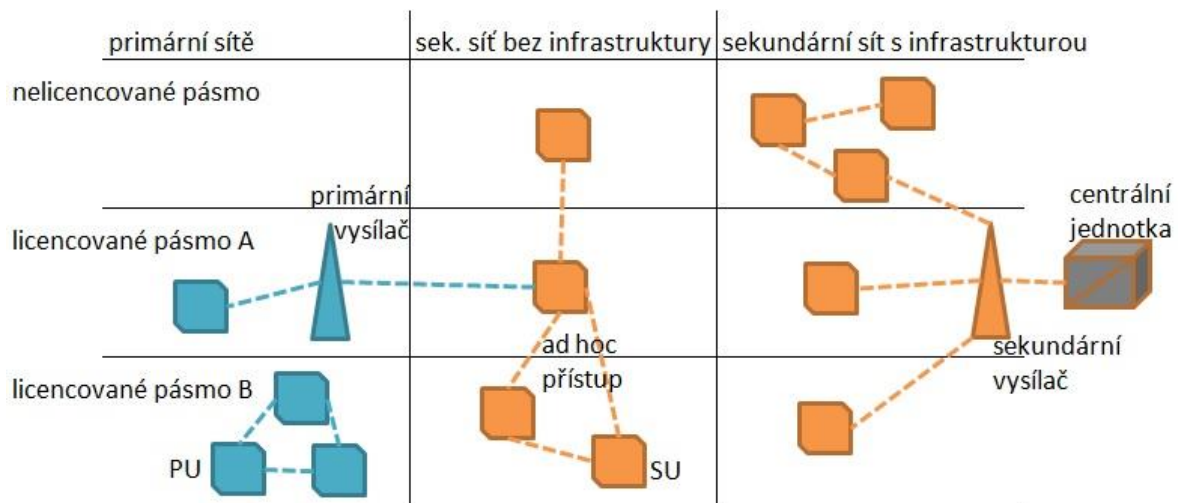 primární sítě
sek. síť bez infrastruktury
sekundární sít s infrastrukturou
nelicencované pásmo
primární
vysílač
centrální
jednotka
licencované pásmo A
ad hoc
přístup
sekundární
vysílač
licencované pásmo B
PU
SU